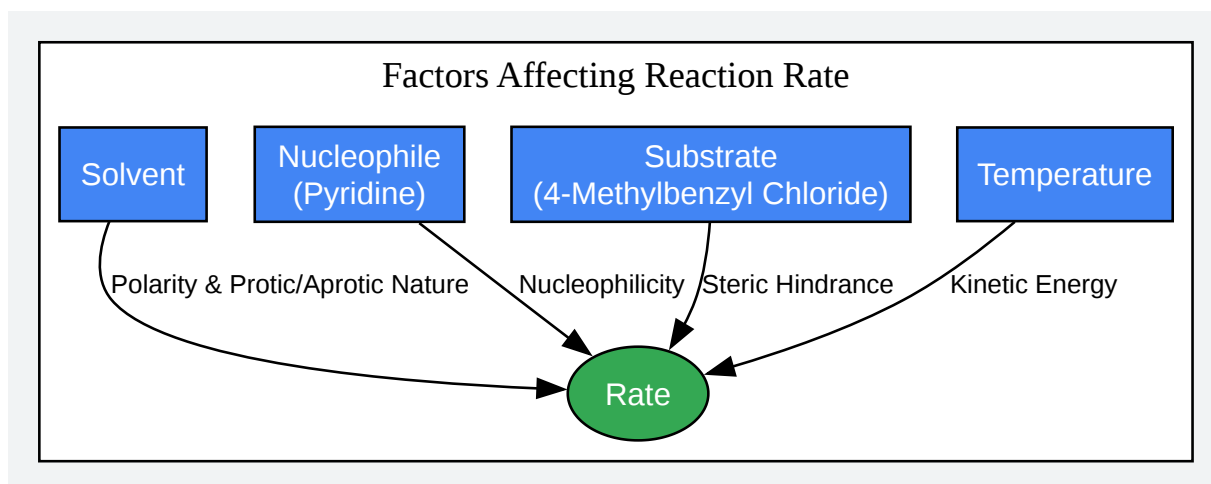 Factors Affecting Reaction Rate
Solvent
Nucleophile
(Pyridine)
Substrate
(4-Methylbenzyl Chloride)
Temperature
Polarity & Protic/Aprotic Nature
Nucleophilicity
Steric Hindrance
Kinetic Energy
Rate